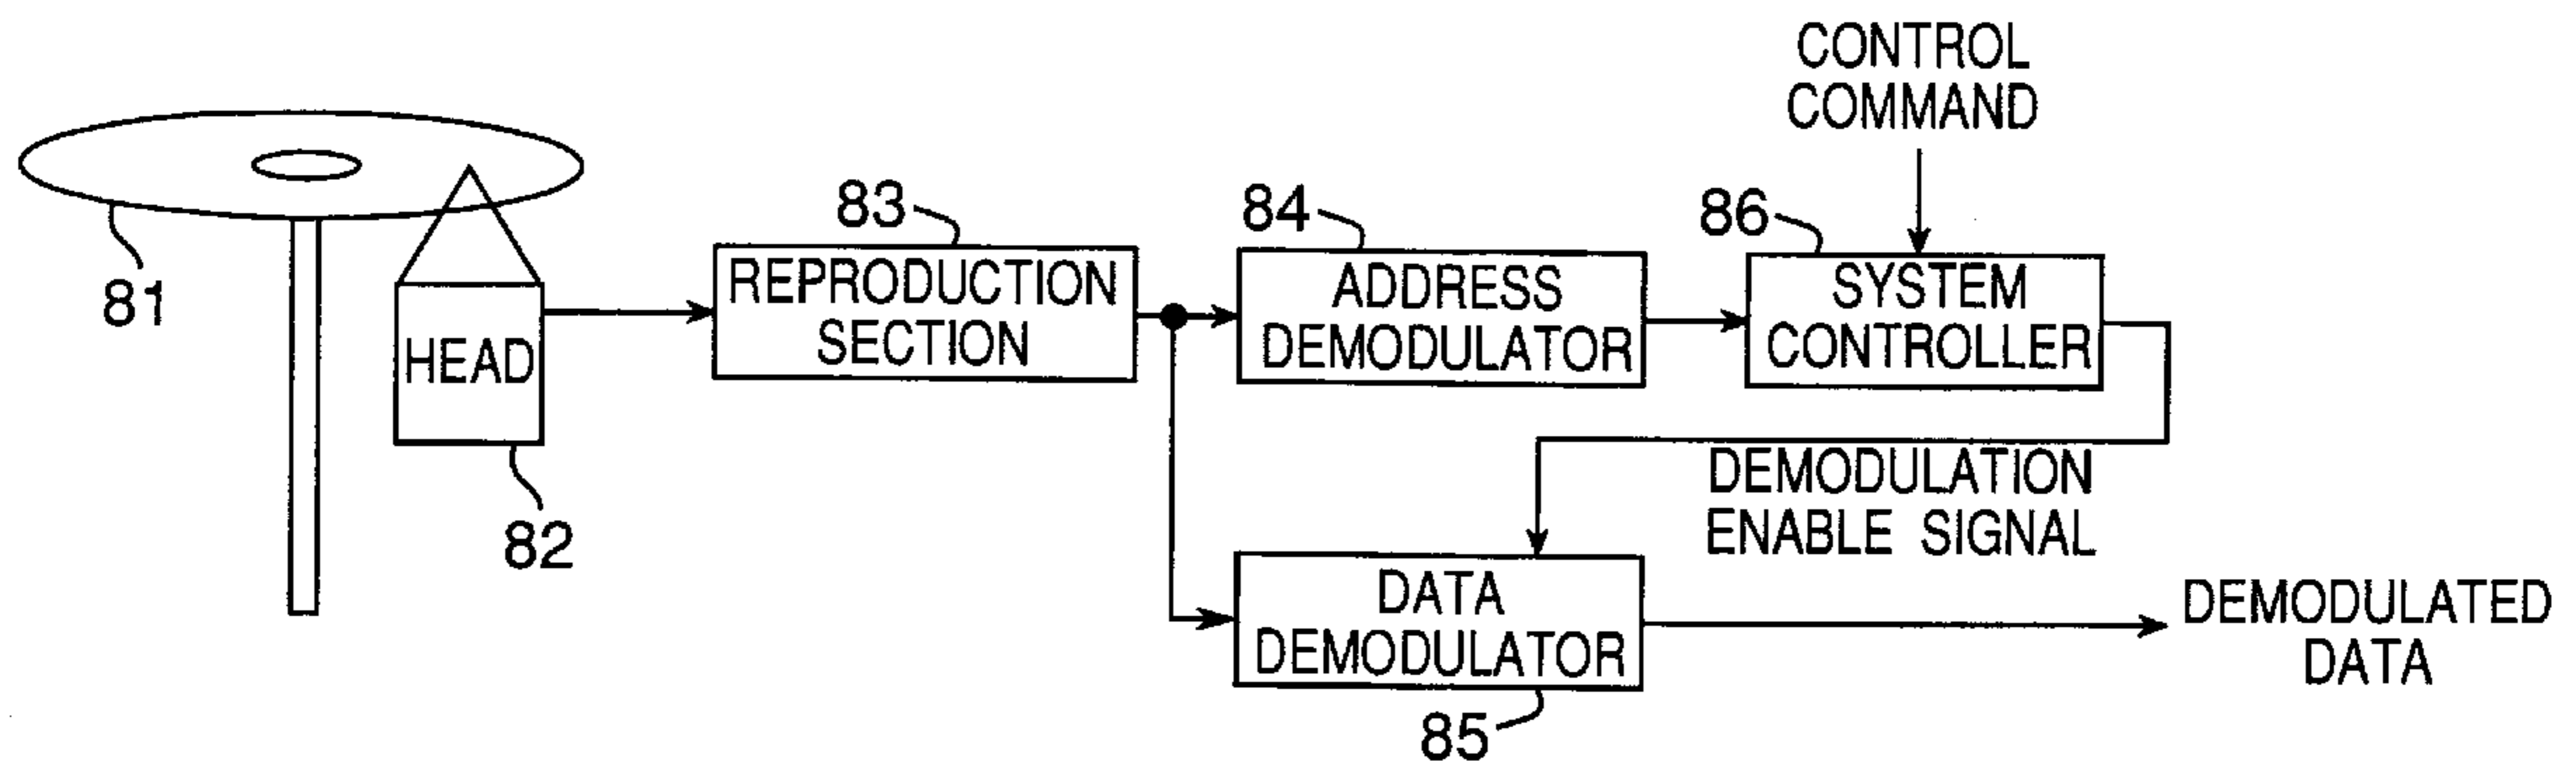 CONTROL
COMMAND
83
84
86
81
REPRODUCTION
SECTION
ADDRESS
DEMODULATOR
SYSTEM
CONTROLLER
HEAD
82
DEMODULATION
ENABLE SIGNAL
DATA
DEMODULATOR
DEMODULATED
DATA
85